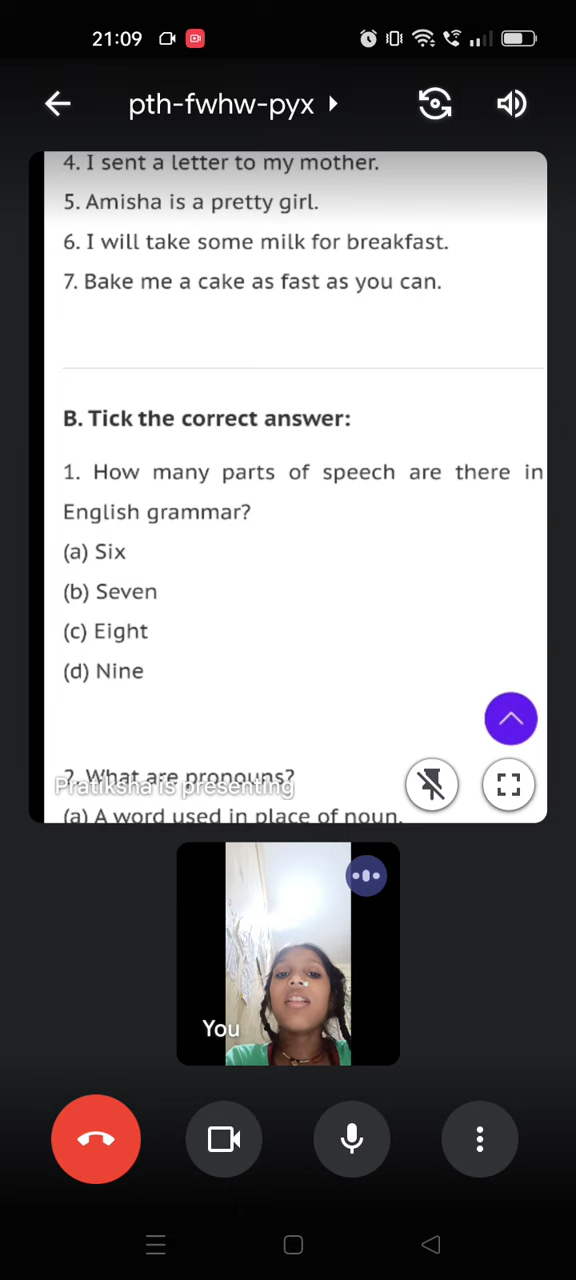 21:09
pth-fwhw-pyx
4. I sent a letter to my mother.
5. Amisha is a pretty girl.
6. I will take some milk for breakfast.
7. Bake me a cake as fast as you can.
B. Tick the correct answer:
1. How many parts of speech are there in
English grammar?
(a) Six
(b) Seven
(c) Eight
(d) Nine
2. What are pronouns?
Pratiksha is presenting
(a) A word used in place of noun.
You